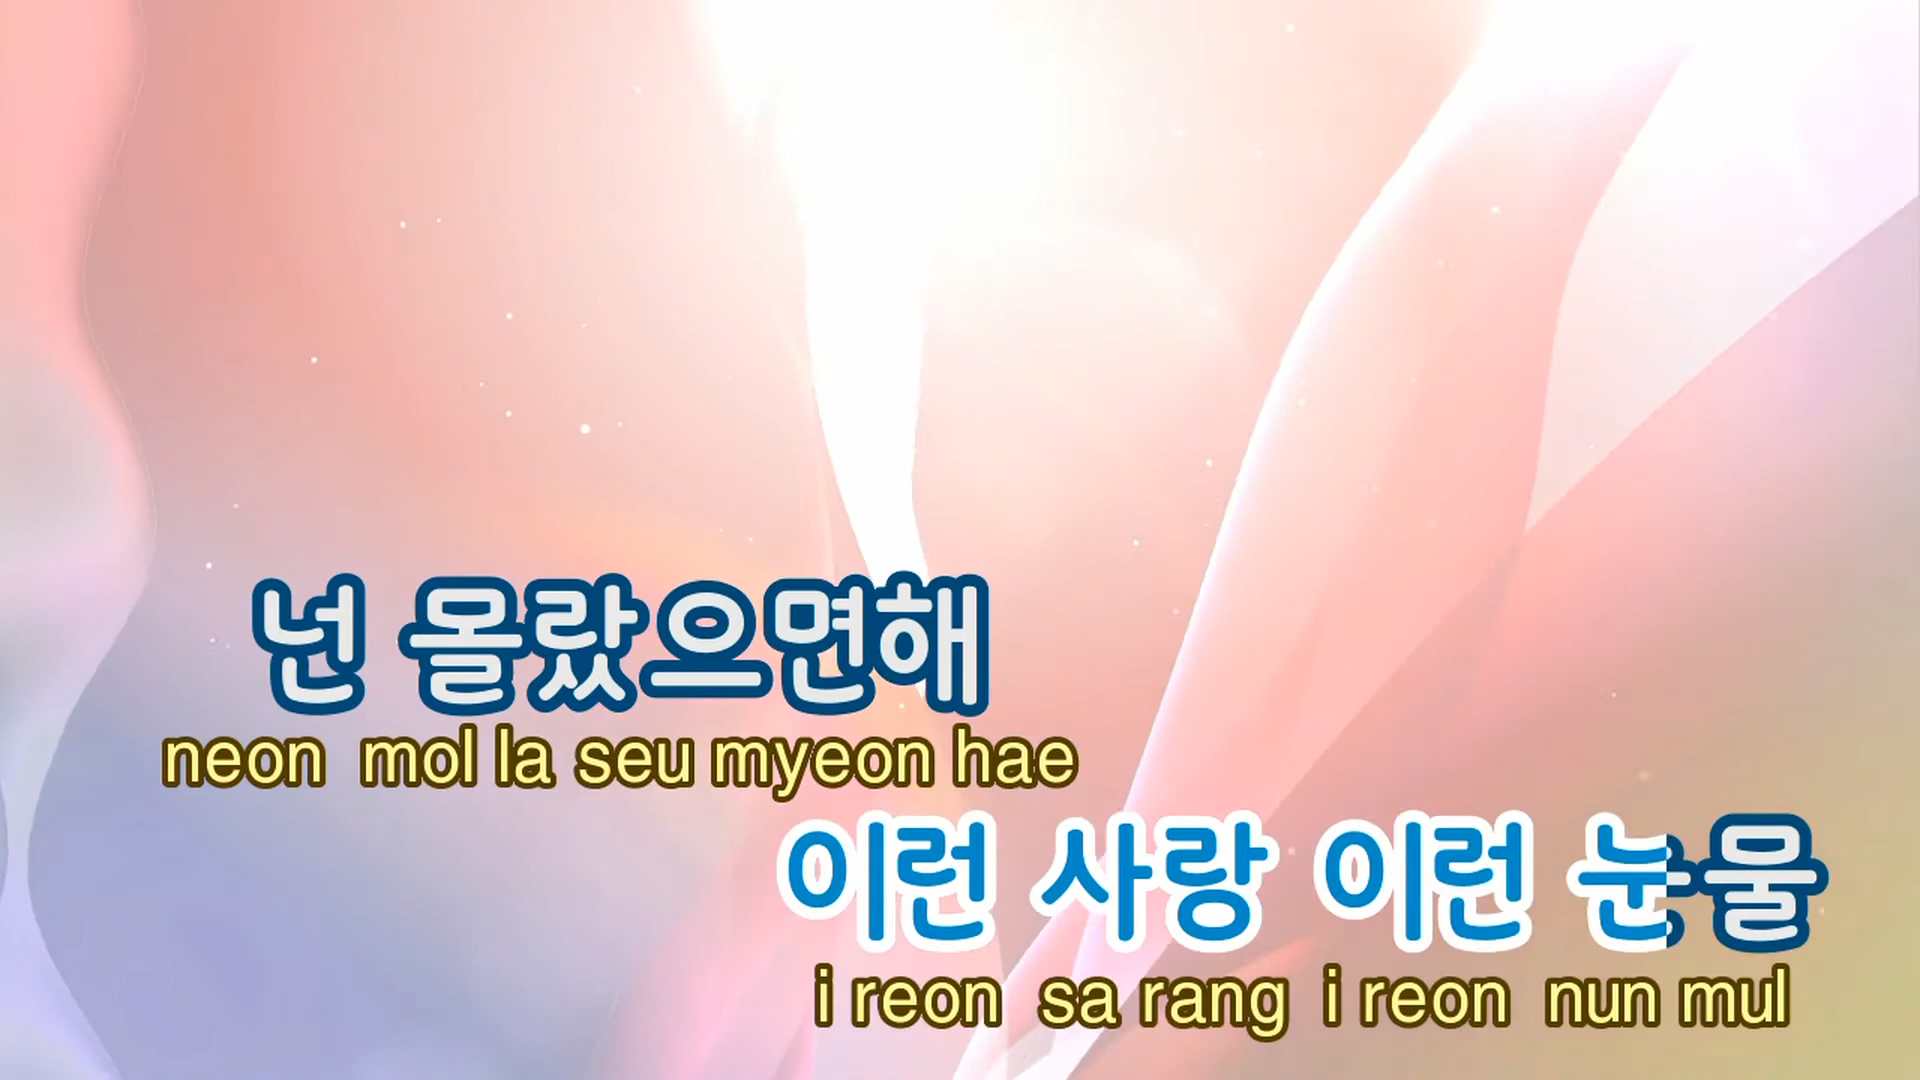 넌 몰랐으면해
neon mol la seu myeon hae
이런 사랑 이런 눈물
i reon sa rang i reon nun mul